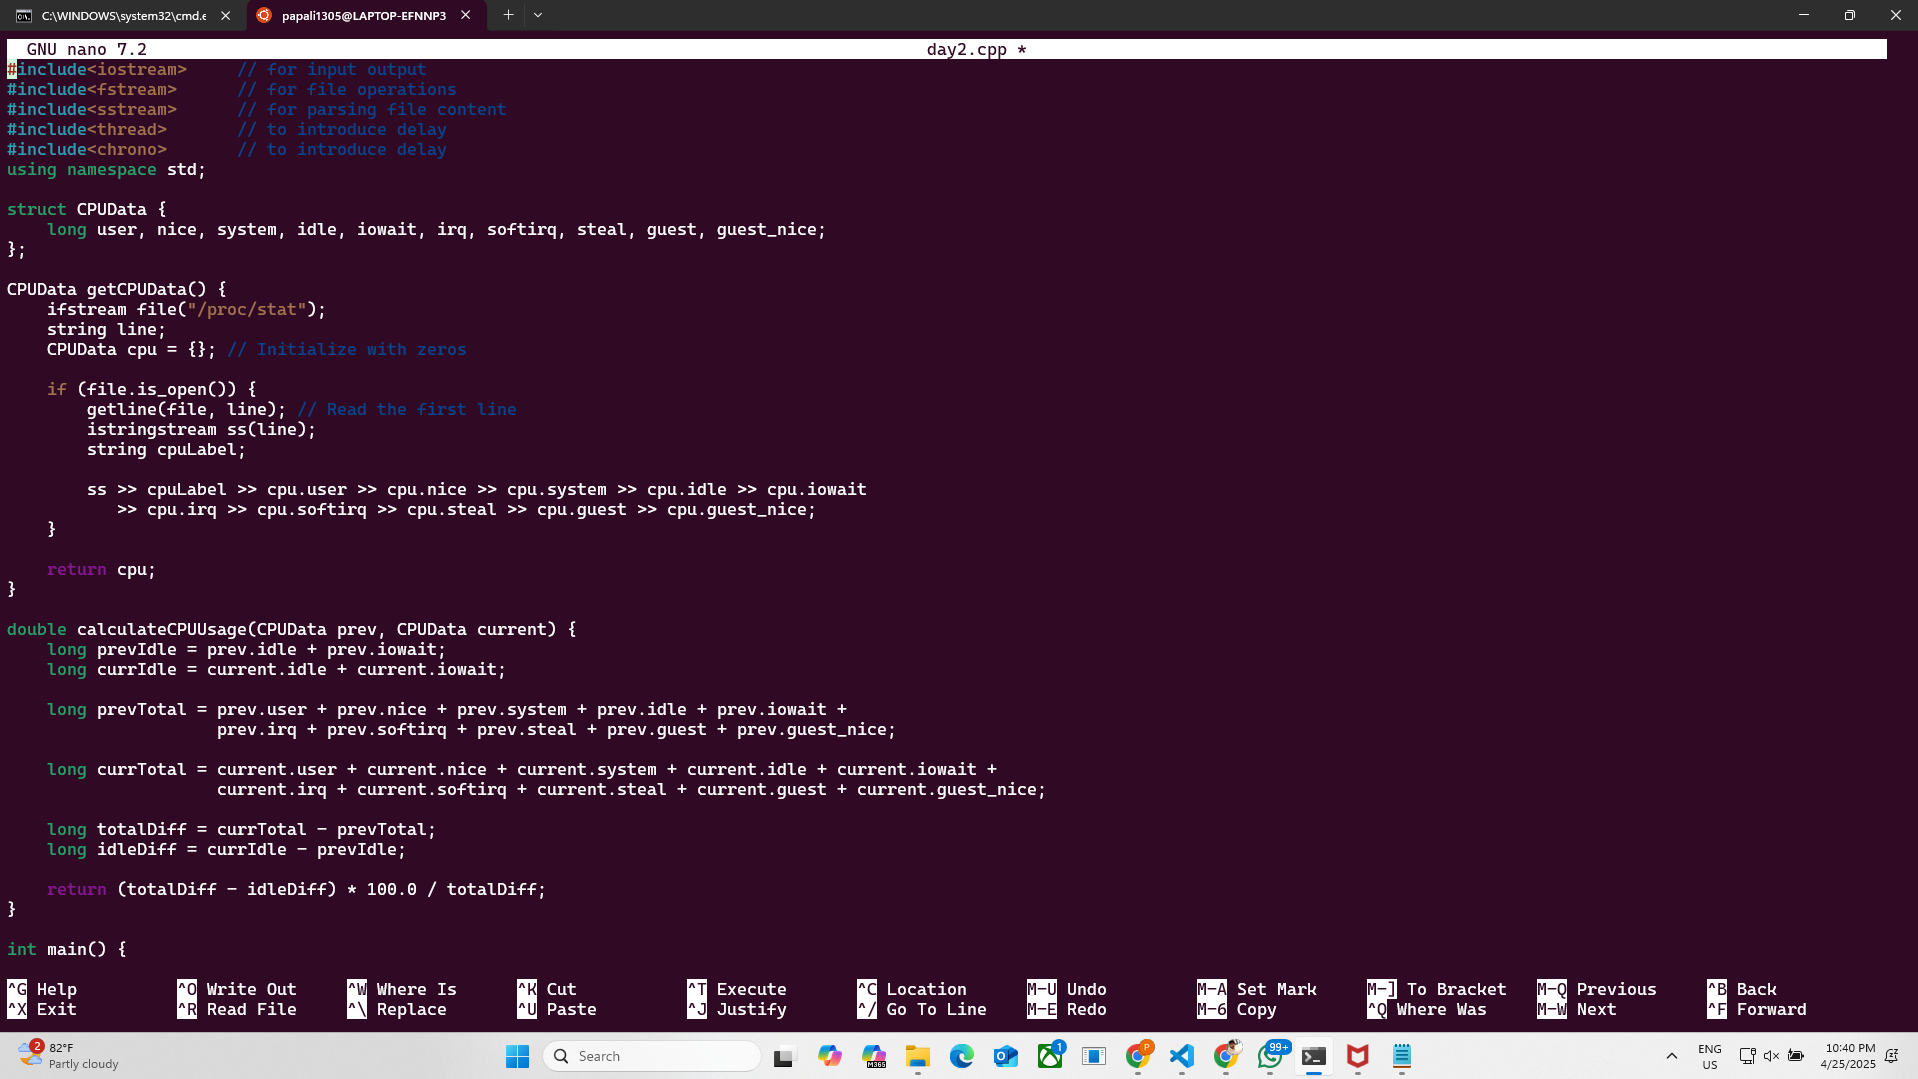 C:\WINDOWS\system32\cmd.e
papali1305@LAPTOP-EFNNP3
GNU nano 7.2 day2.cpp *
#include<iostream> // for input output
#include<fstream> // for file operations
#include<sstream> // for parsing file content
#include<thread> // to introduce delay
#include<chrono> // to introduce delay
using namespace std;
struct CPUData {
long user, nice, system, idle, iowait, irq, softirq, steal, guest, guest_nice;
};
CPUData getCPUData() {
ifstream file("/proc/stat");
string line;
CPUData cpu = {}; // Initialize with zeros
if (file.is_open()) {
getline(file, line); // Read the first line
istringstream ss(line);
string cpuLabel;
ss >> cpuLabel >> cpu.user >> cpu.nice >> cpu.system >> cpu.idle >> cpu.iowait
>> cpu.irq >> cpu.softirq >> cpu.steal >> cpu.guest >> cpu.guest_nice;
}
return cpu;
}
double calculateCPUUsage(CPUData prev, CPUData current) {
long prevIdle = prev.idle + prev.iowait;
long currIdle = current.idle + current.iowait;
long prevTotal = prev.user + prev.nice + prev.system + prev.idle + prev.iowait +
prev.irq + prev.softirq + prev.steal + prev.guest + prev.guest_nice;
long currTotal = current.user + current.nice + current.system + current.idle + current.iowait +
current.irq + current.softirq + current.steal + current.guest + current.guest_nice;
long totalDiff = currTotal - prevTotal;
long idleDiff = currIdle - prevIdle;
return (totalDiff - idleDiff) * 100.0 / totalDiff;
}
int main() {
^G Help ^O Write Out ^W Where Is ^K Cut ^T Execute ^C Location M-U Undo M-A Set Mark M-] To Bracket M-Q Previous ^B Back
^X Exit ^R Read File ^\ Replace ^U Paste ^J Justify ^/ Go To Line M-E Redo M-6 Copy ^Q Where Was M-W Next ^F Forward
2 82°F
Partly cloudy
Search
M365
1
P
99+
ENG
US
10:40 PM
4/25/2025